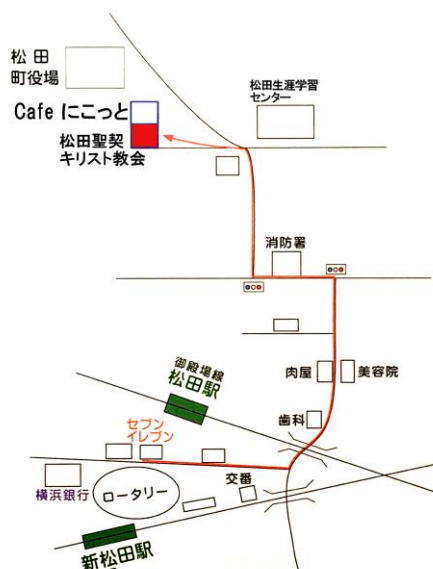 松田
町役場
Cafe にこっと
松田聖契
キリスト教会
松田生涯学習
センター
消防署
御殿場線
松田駅
肉屋
美容院
歯科
セブン
イレブン
横浜銀行
ロータリー
交番
新松田駅